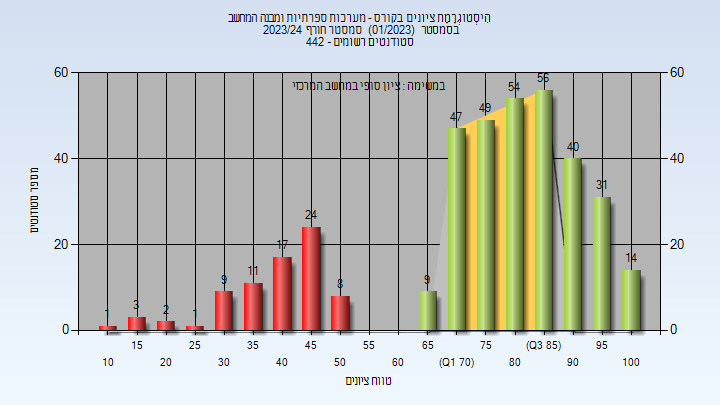 היסטוגרמת ציונים בקורס - מערכות ספרתיות ומבנה המחשב
בסמסטר (01/2023) סמסטר חורף 2023/24
סטודנטים רשומים - 442
במשימה : ציון סופי במחשב המרכזי
60 60
40 40
20 20
0 0
מספר סטודנטים
1 3 2 1 9 11 17 24 8 9 47 49 54 56 40 31 14
15 25 35 45 55 65 75 (Q3 85) 95
10 20 30 40 50 60 (Q1 70) 80 90 100
טווח ציונים